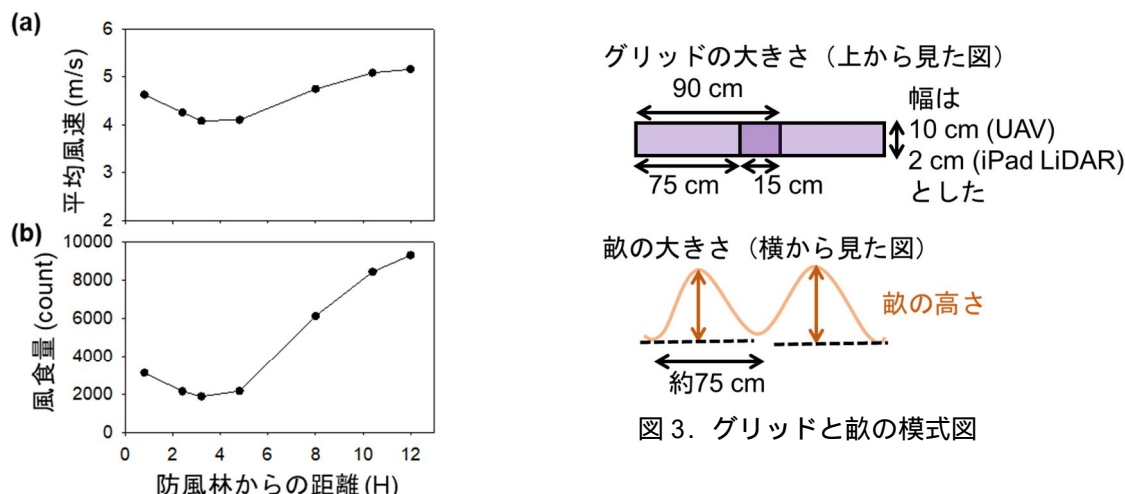 (a)
6
5
4
3
2
平均風速 (m/s)
(b)
10000
8000
6000
4000
2000
0
風食量 (count)
0 2 4 6 8 10 12
防風林からの距離 (H)
グリッドの大きさ（上から見た図）
90 cm
75 cm
15 cm
幅は
10 cm (UAV)
2 cm (iPad LiDAR)
とした
畝の大きさ（横から見た図）
畝の高さ
約75 cm
図 3．グリッドと畝の模式図